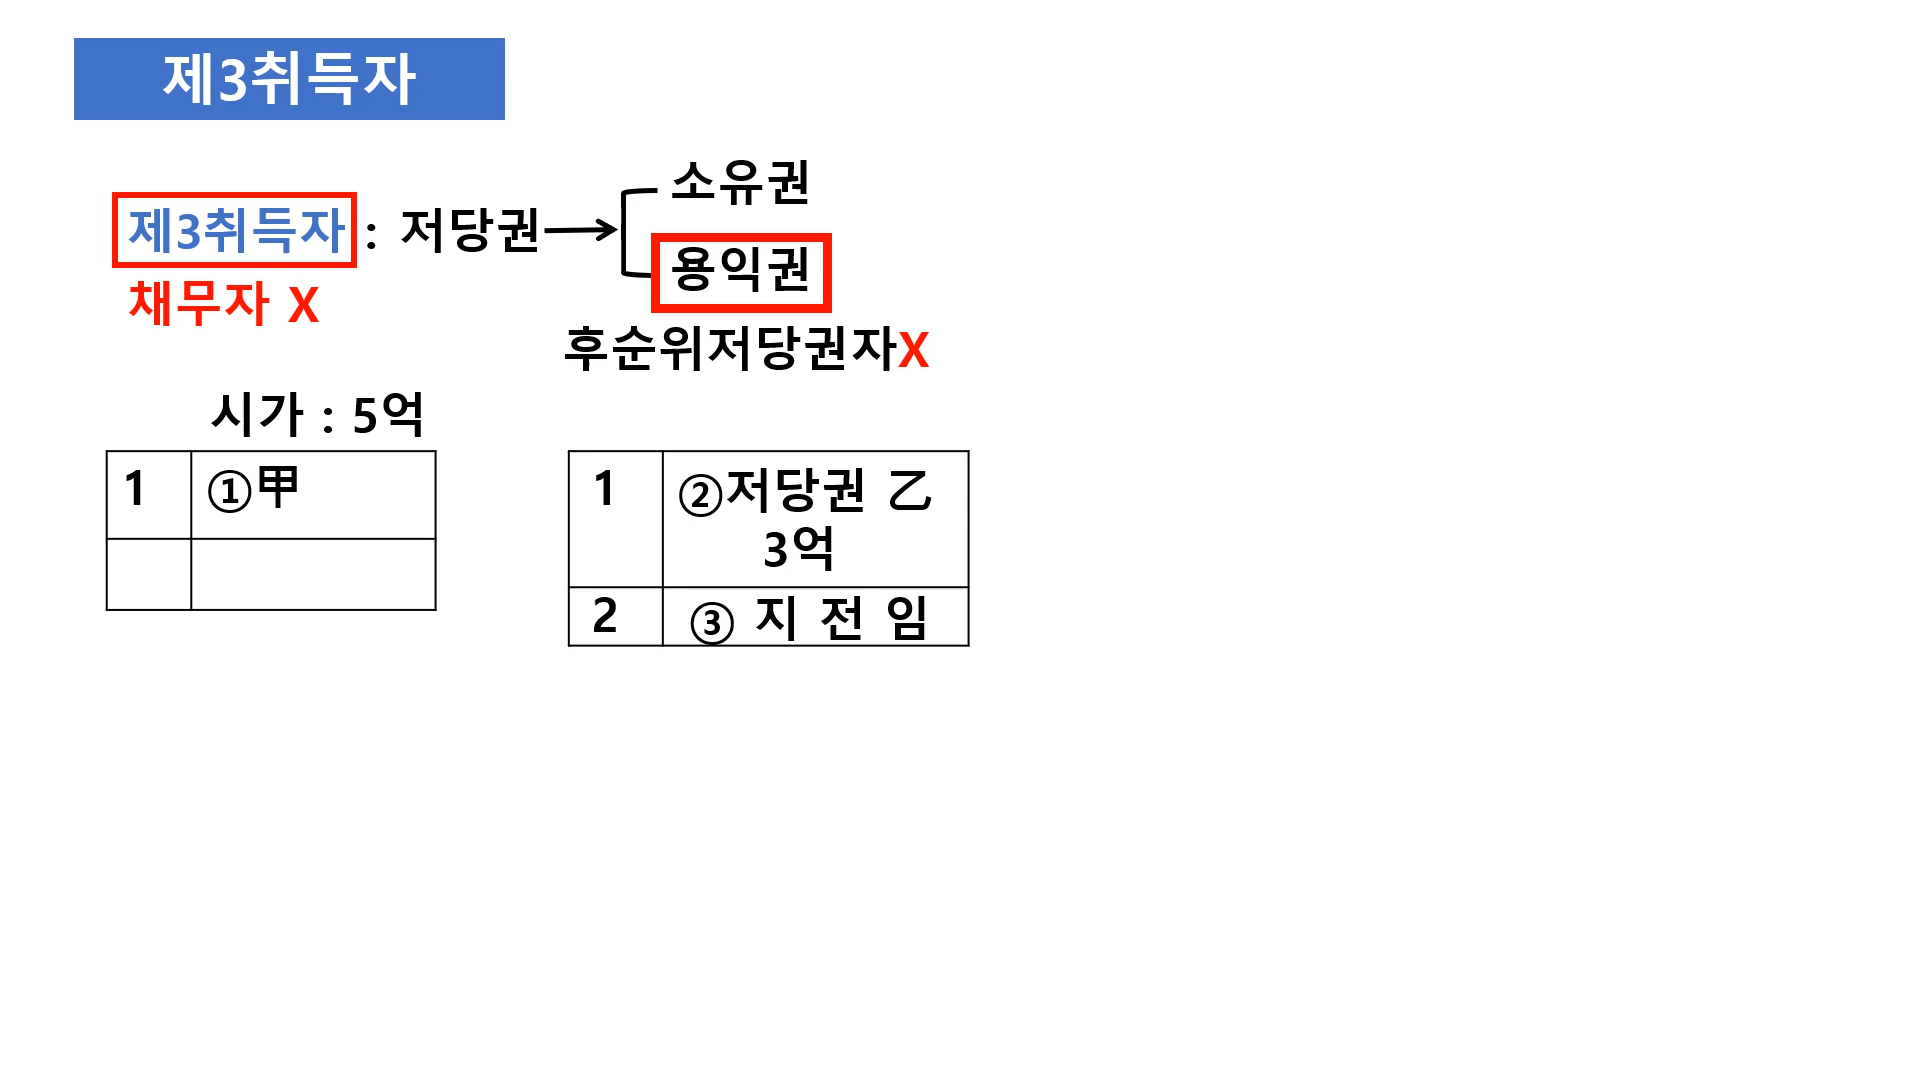 제3취득자
제3취득자 : 저당권
소유권
용익권
채무자 X
후순위저당권자X
시가 : 5억
1 ①甲
1 ②저당권 乙
3억
2 ③ 지 전 임